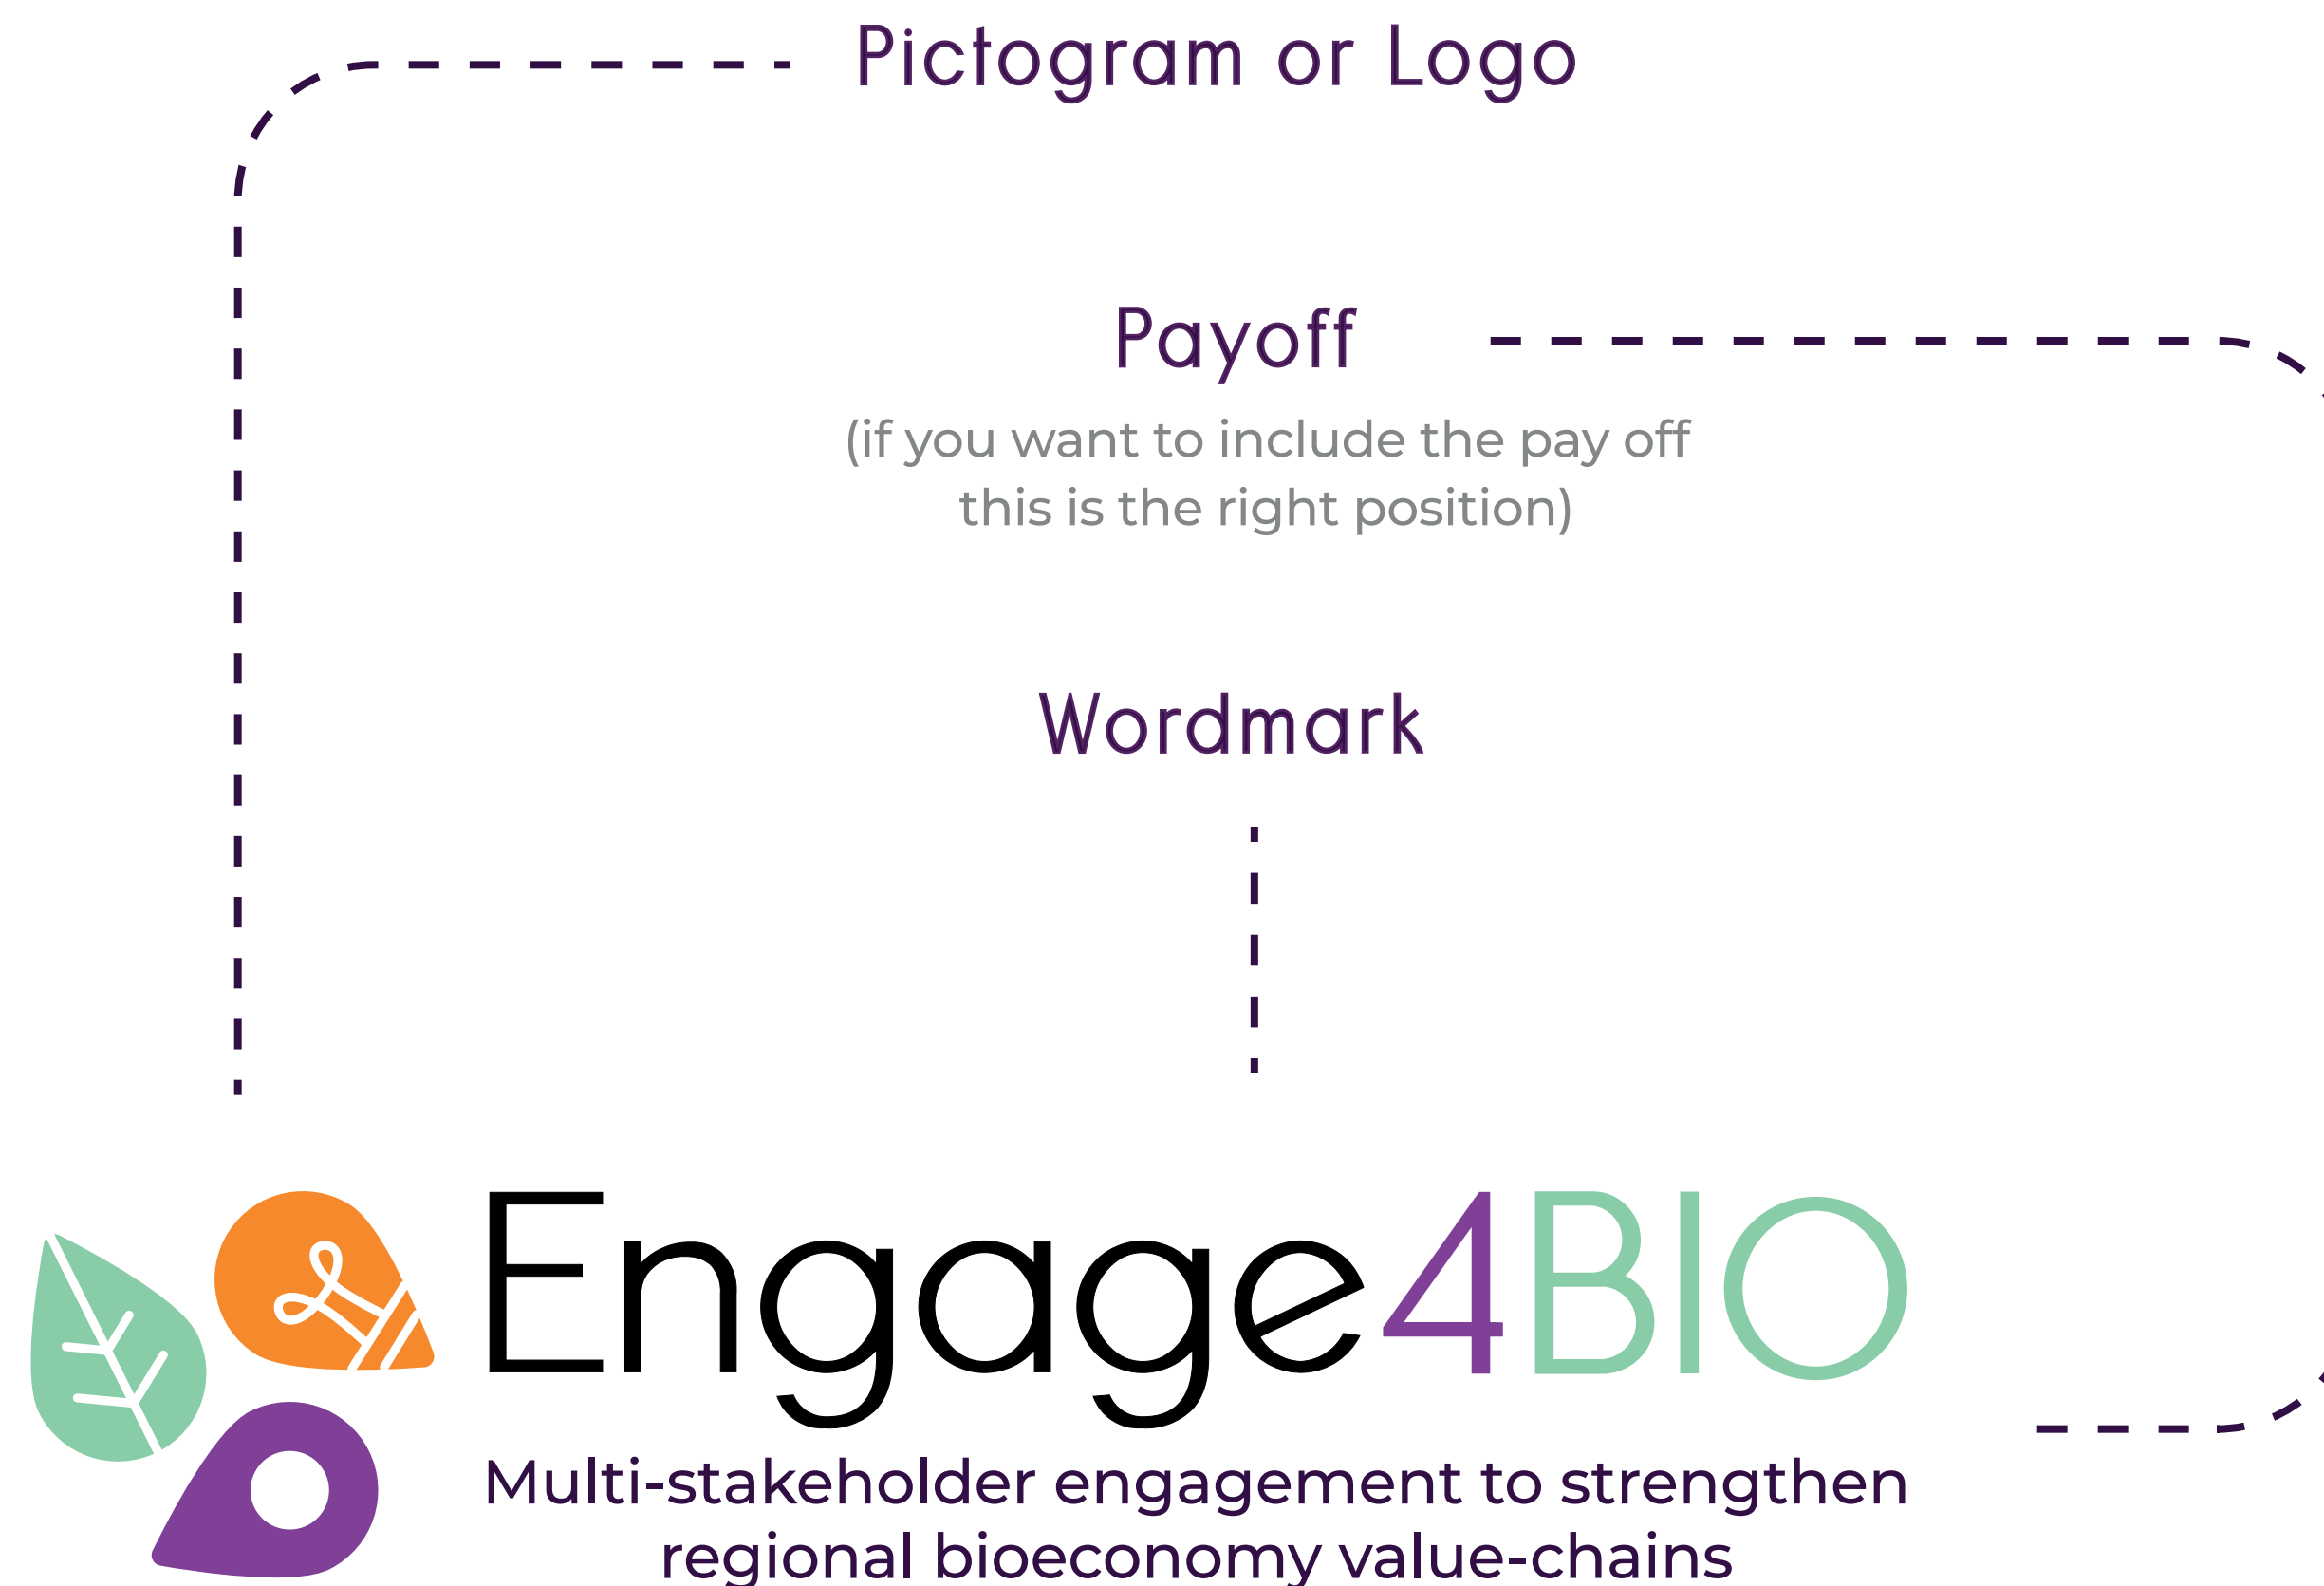 Pictogram or Logo
Payoff
(if you want to include the pay off
this is the right position)
Wordmark
Engage4BIO
Multi-stakeholder engagement to strengthen
regional bioeconomy value-chains